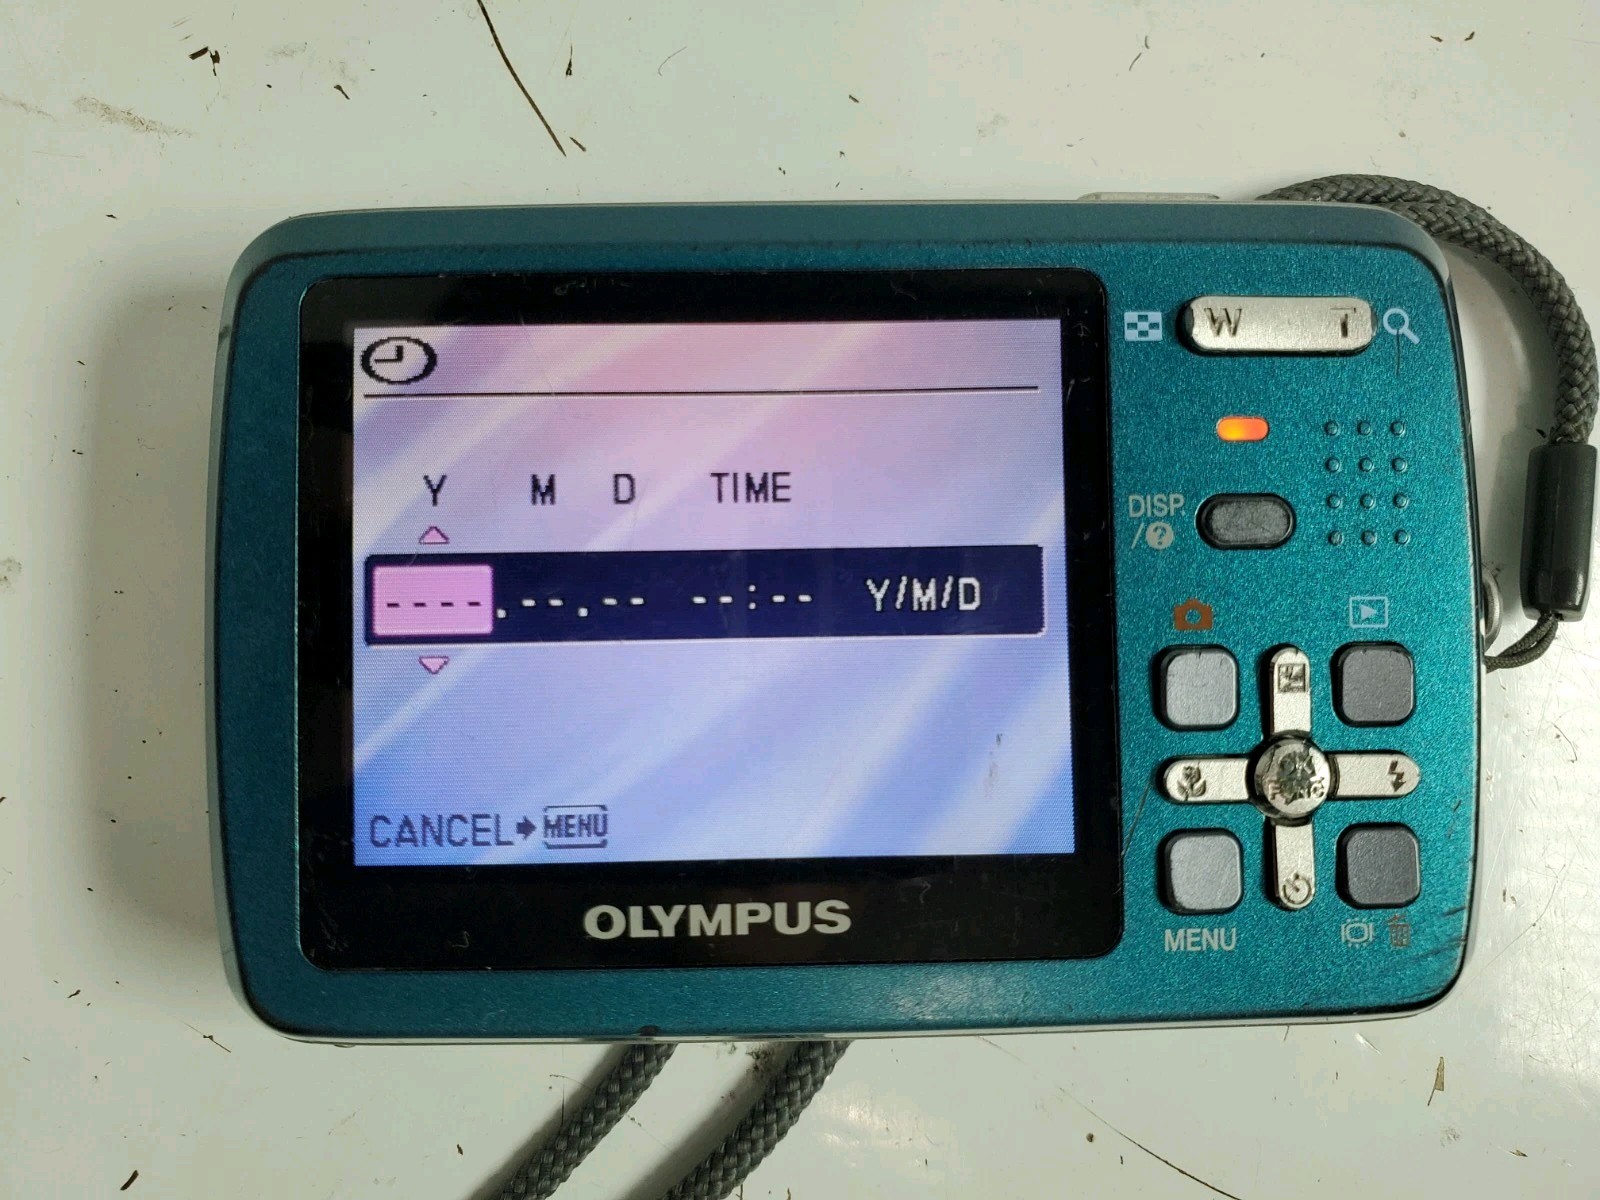 W T
Y M D TIME
DISP.
/?
----.--.-- --:-- Y/M/D
CANCEL➡MENU
OLYMPUS
MENU